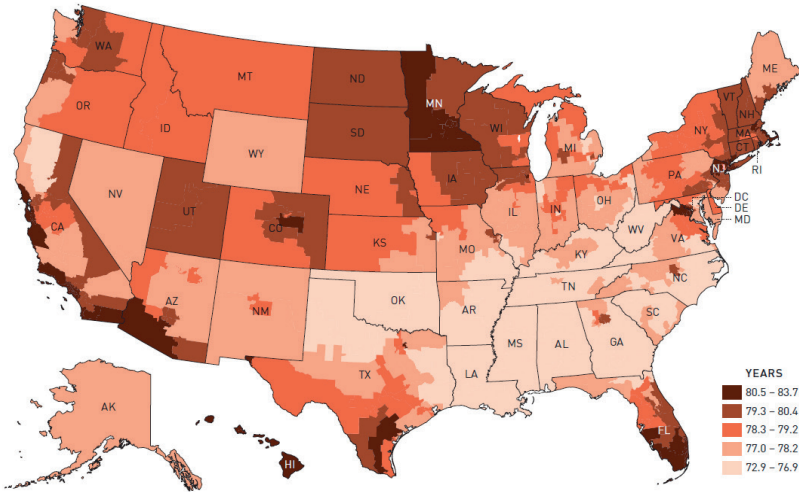 WA
MT
ND
MN
ME
OR
ID
SD
WI
VT
NH
NY
MA
CT
RI
WY
MI
IA
NE
PA
NJ
NV
UT
CO
IL
IN
OH
DC
DE
MD
CA
KS
MO
WV
VA
KY
NC
TN
AZ
NM
OK
AR
SC
MS
AL
GA
TX
LA
AK
HI
FL
YEARS
80.5 – 83.7
79.3 – 80.4
78.3 – 79.2
77.0 – 78.2
72.9 – 76.9